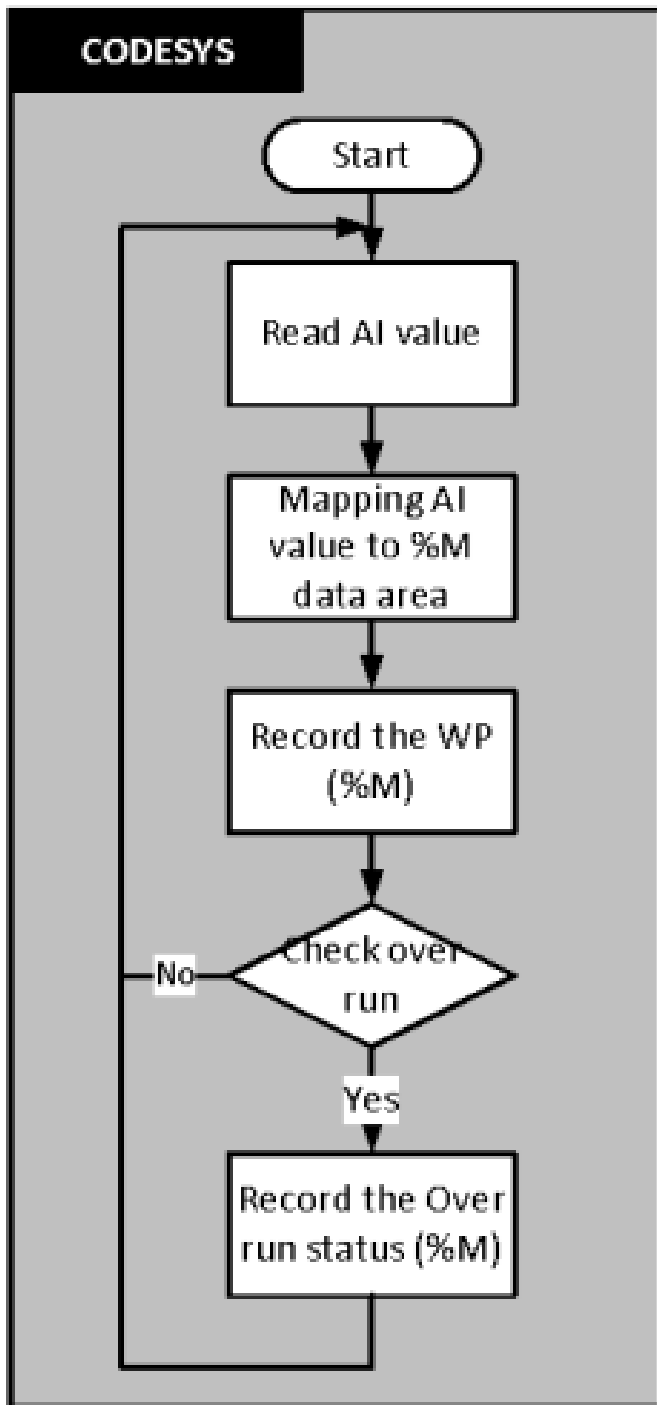 CODESYS
Start
Read AI value
Mapping AI
value to %M
data area
Record the WP
(%M)
Check over
run
No
Yes
Record the Over
run status (%M)